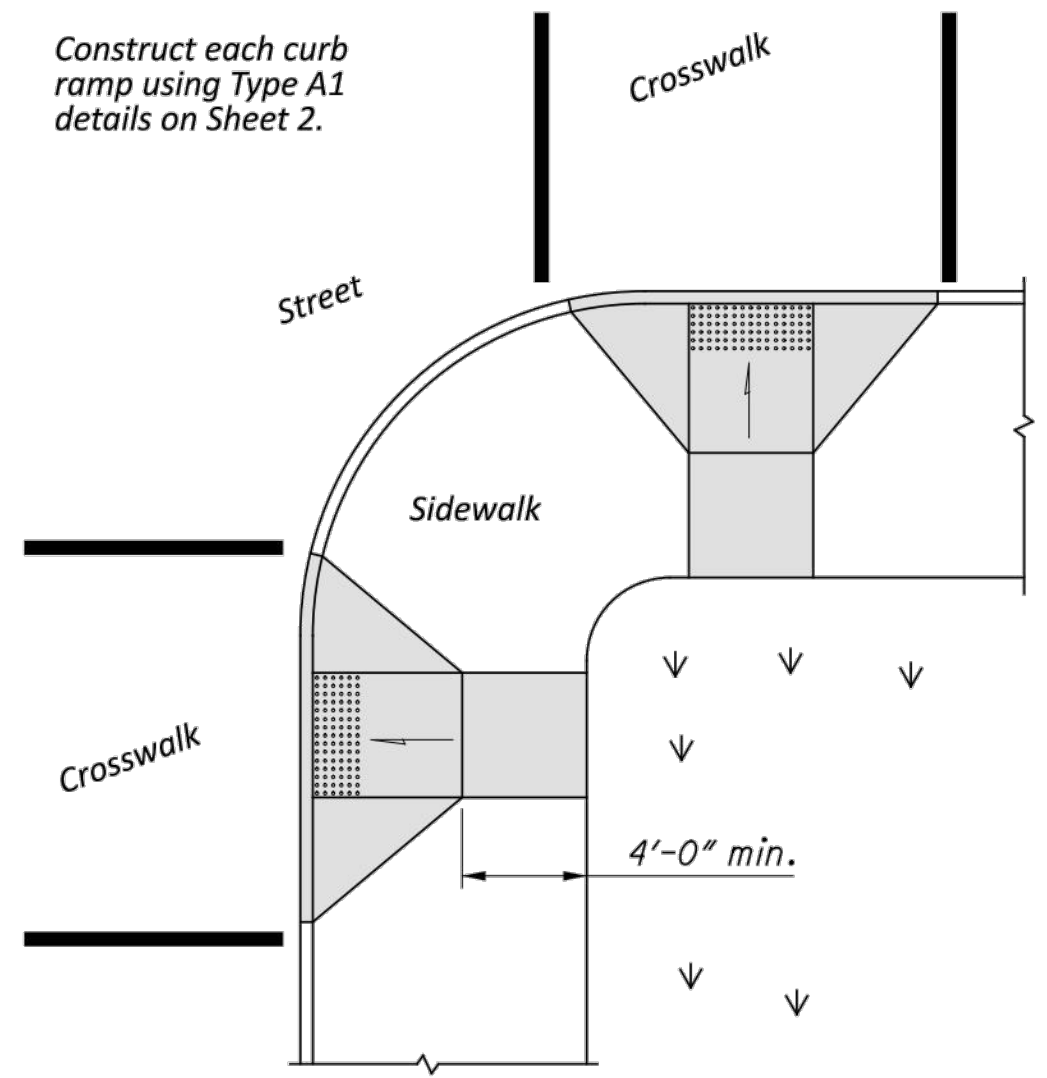 Construct each curb
ramp using Type A1
details on Sheet 2.
Crosswalk
Street
Sidewalk
Crosswalk
4'-0" min.